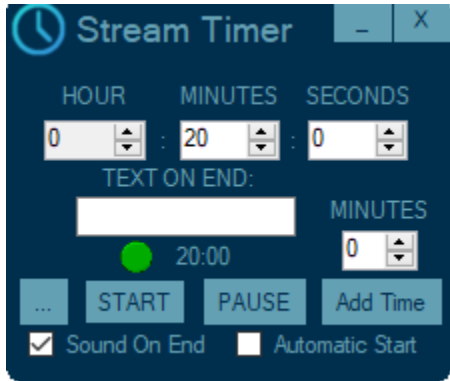 Stream Timer _ X
HOUR MINUTES SECONDS
0 : 20 : 0
TEXT ON END:
MINUTES
20:00 0
... START PAUSE Add Time
Sound On End Automatic Start